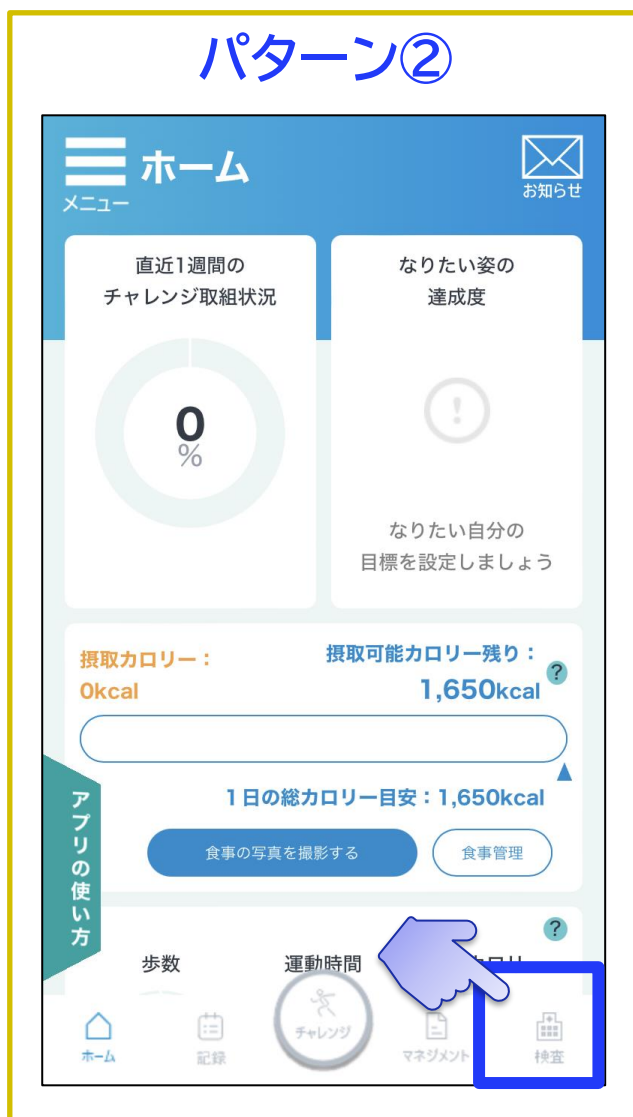 パターン②
ホーム
メニュー
お知らせ
直近1週間の
チャレンジ取組状況
0
%
なりたい姿の
達成度
!
なりたい自分の
目標を設定しましょう
摂取カロリー：
0kcal
摂取可能カロリー残り：
1,650kcal
?
1日の総カロリー目安：1,650kcal
食事の写真を撮影する
食事管理
アプリの使い方
?
歩数
運動時間
ホーム
記録
チャレンジ
マネジメント
検査